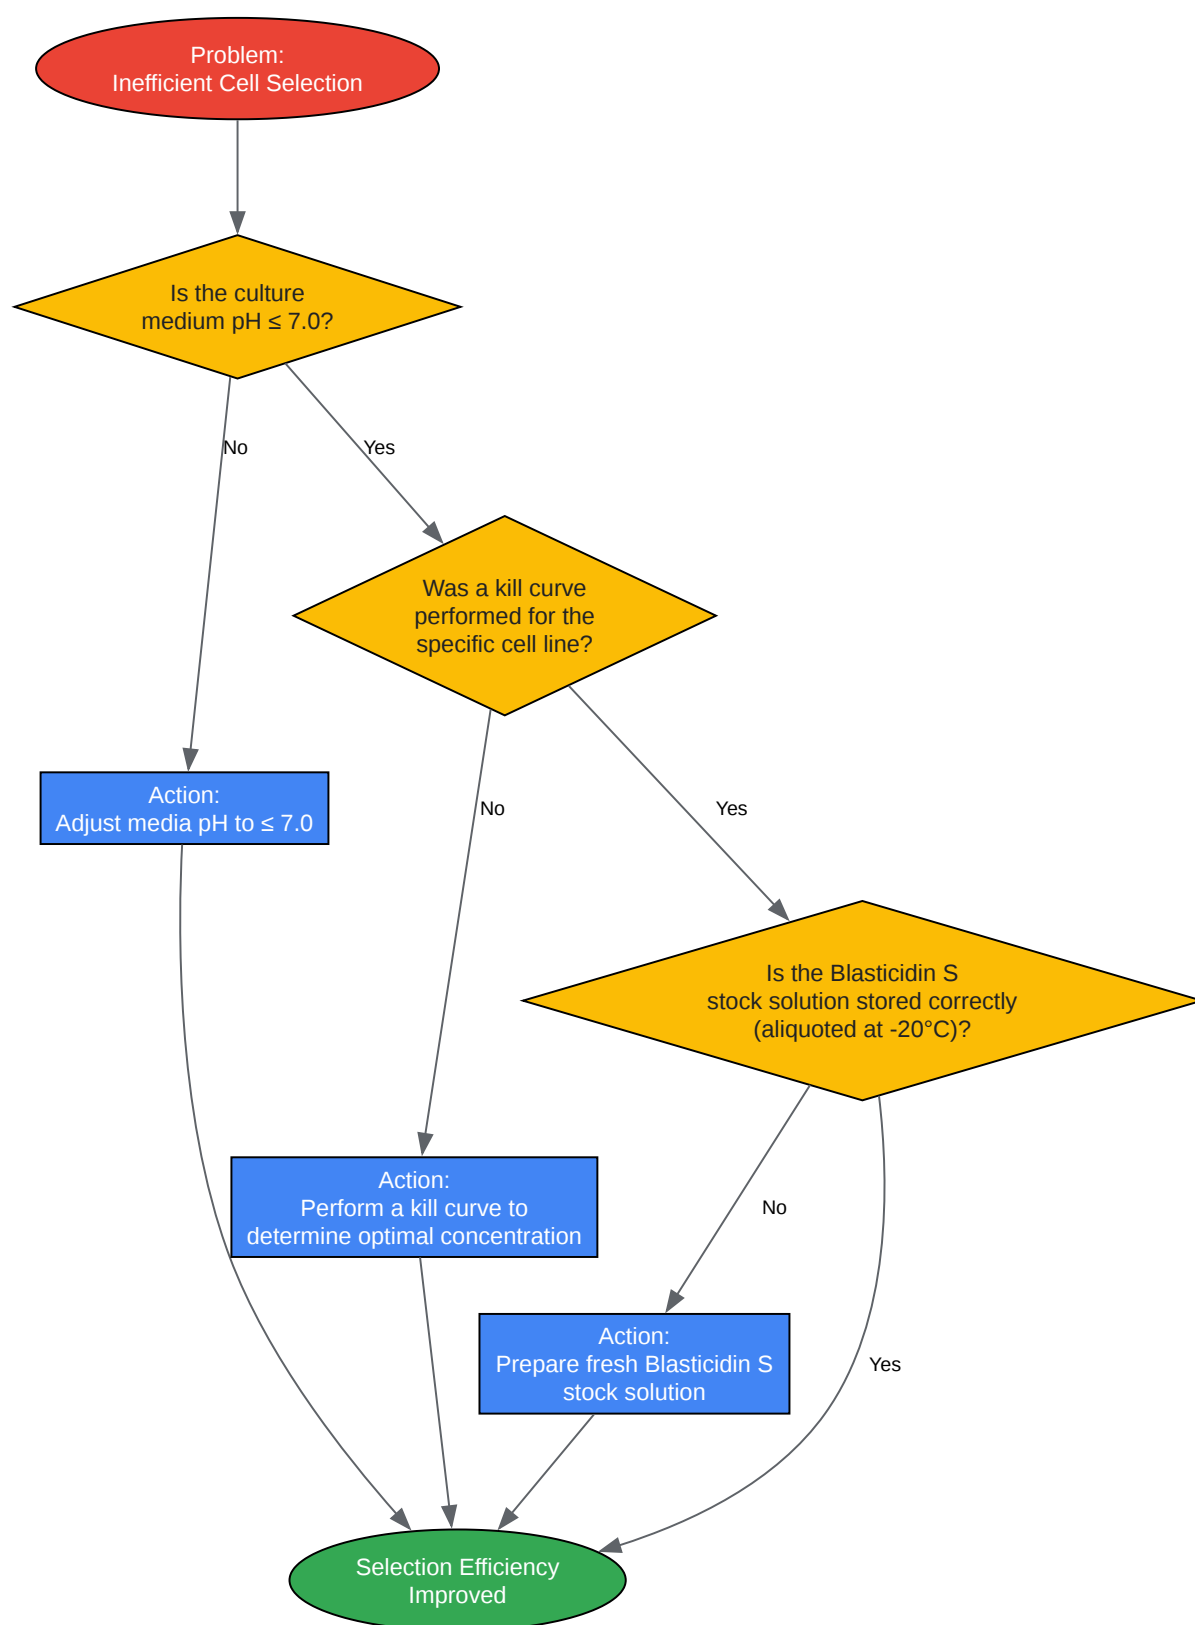 Problem:
Inefficient Cell Selection
Is the culture
medium pH ≤ 7.0?
No
Yes
Was a kill curve
performed for the
specific cell line?
Action:
Adjust media pH to ≤ 7.0
No
Yes
Is the Blasticidin S
stock solution stored correctly
(aliquoted at -20°C)?
Action:
Perform a kill curve to
determine optimal concentration
No
Action:
Prepare fresh Blasticidin S
stock solution
Yes
Selection Efficiency
Improved